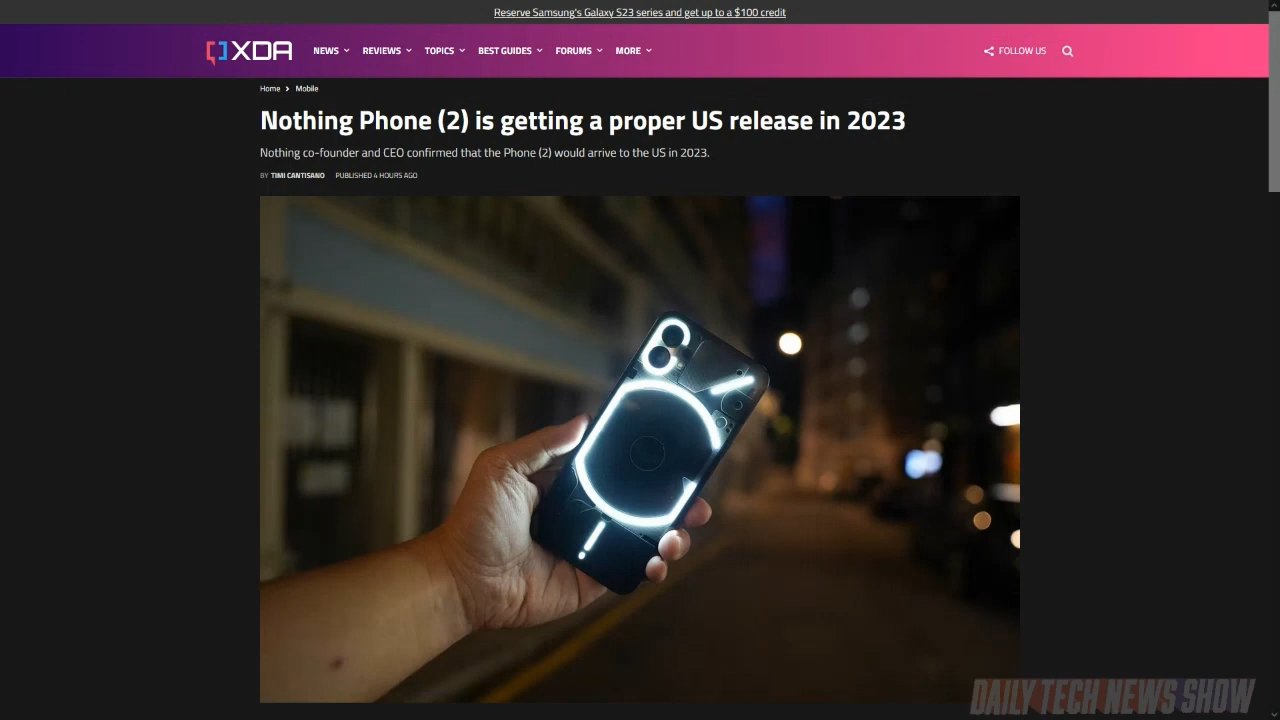 Reserve Samsung's Galaxy S23 series and get up to a $100 credit
XDA NEWS REVIEWS TOPICS BEST GUIDES FORUMS MORE FOLLOW US
Home > Mobile
Nothing Phone (2) is getting a proper US release in 2023
Nothing co-founder and CEO confirmed that the Phone (2) would arrive to the US in 2023.
BY TIMI CANTISANO PUBLISHED 4 HOURS AGO
DAILY TECH NEWS SHOW